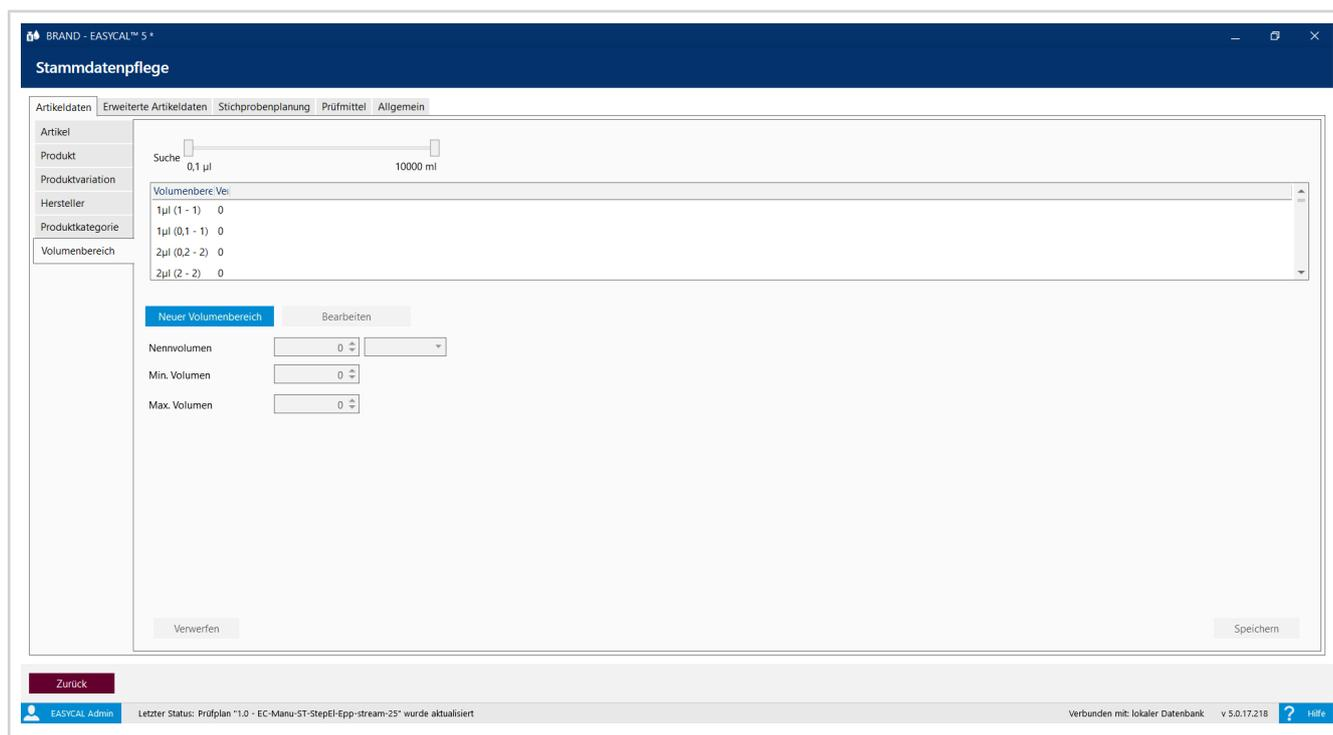 BRAND - EASYCAL™ 5 *
Stammdatenpflege
Artikeldaten Erweiterte Artikeldaten Stichprobenplanung Prüfmittel Allgemein
Artikel
Produkt
Produktvariation
Hersteller
Produktkategorie
Volumenbereich
Suche
0,1 µl 10000 ml
Volumenbere Ver
1µl (1 - 1) 0
1µl (0,1 - 1) 0
2µl (0,2 - 2) 0
2µl (2 - 2) 0
Neuer Volumenbereich Bearbeiten
Nennvolumen 0
Min. Volumen 0
Max. Volumen 0
Verwerfen Speichern
Zurück
EASYCAL Admin Letzter Status: Prüfplan "1.0 - EC-Manu-ST-StepEl-Epp-stream-25" wurde aktualisiert Verbunden mit: lokaler Datenbank v 5.0.17.218 ? Hilfe